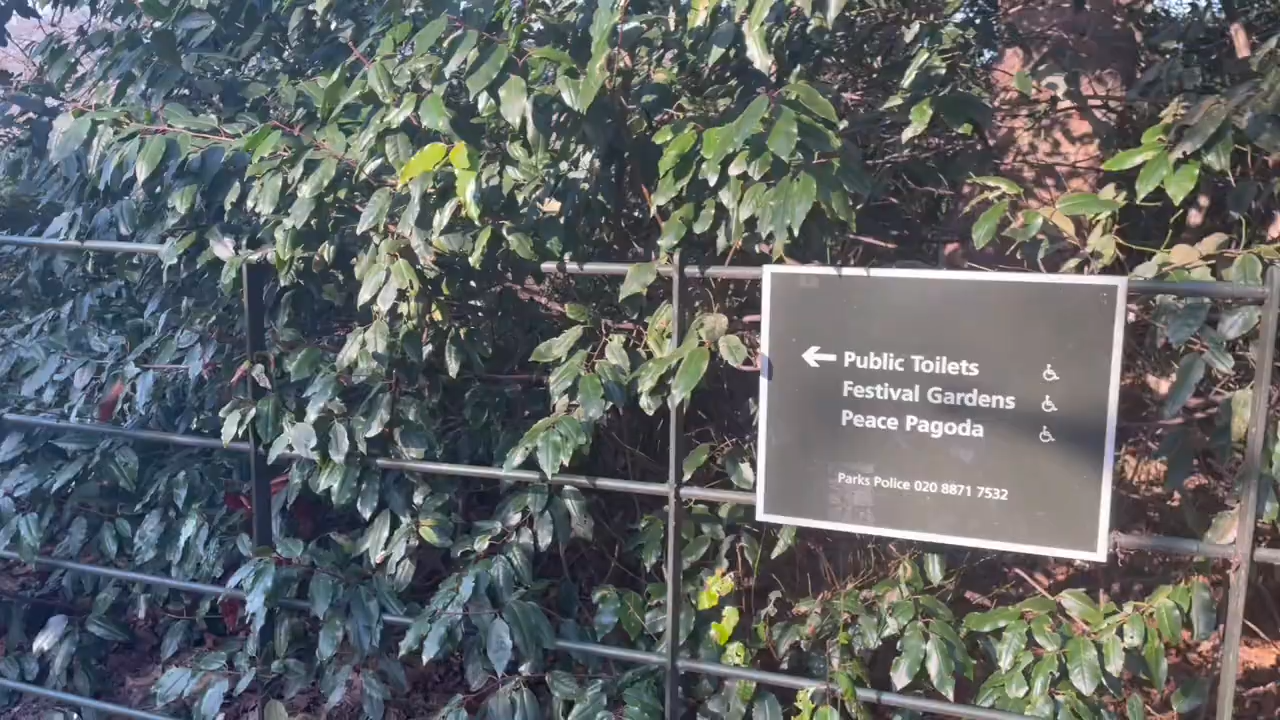 ← Public Toilets
Festival Gardens
Peace Pagoda
Parks Police 020 8871 7532